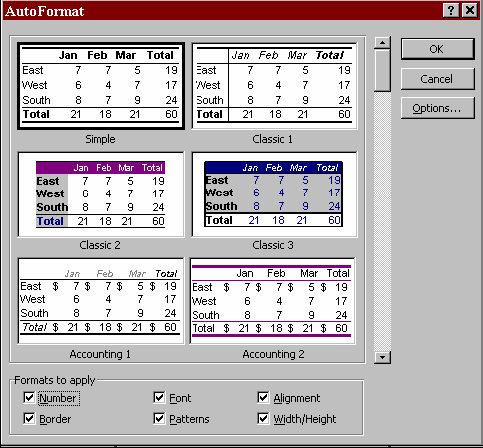 AutoFormat
Jan Feb Mar Total
East 7 7 5 19
West 6 4 7 17
South 8 7 9 24
Total 21 18 21 60
Simple
Jan Feb Mar Total
East 7 7 5 19
West 6 4 7 17
South 8 7 9 24
Total 21 18 21 60
Classic 1
Jan Feb Mar Total
East 7 7 5 19
West 6 4 7 17
South 8 7 9 24
Total 21 18 21 60
Classic 2
Jan Feb Mar Total
East 7 7 5 19
West 6 4 7 17
South 8 7 9 24
Total 21 18 21 60
Classic 3
Jan Feb Mar Total
East $ 7 $ 7 $ 5 $ 19
West 6 4 7 17
South 8 7 9 24
Total $ 21 $ 18 $ 21 $ 60
Accounting 1
Jan Feb Mar Total
East $ 7 $ 7 $ 5 $ 19
West 6 4 7 17
South 8 7 9 24
Total $ 21 $ 18 $ 21 $ 60
Accounting 2
OK
Cancel
Options...
Formats to apply
Number Font Alignment
Border Patterns Width/Height